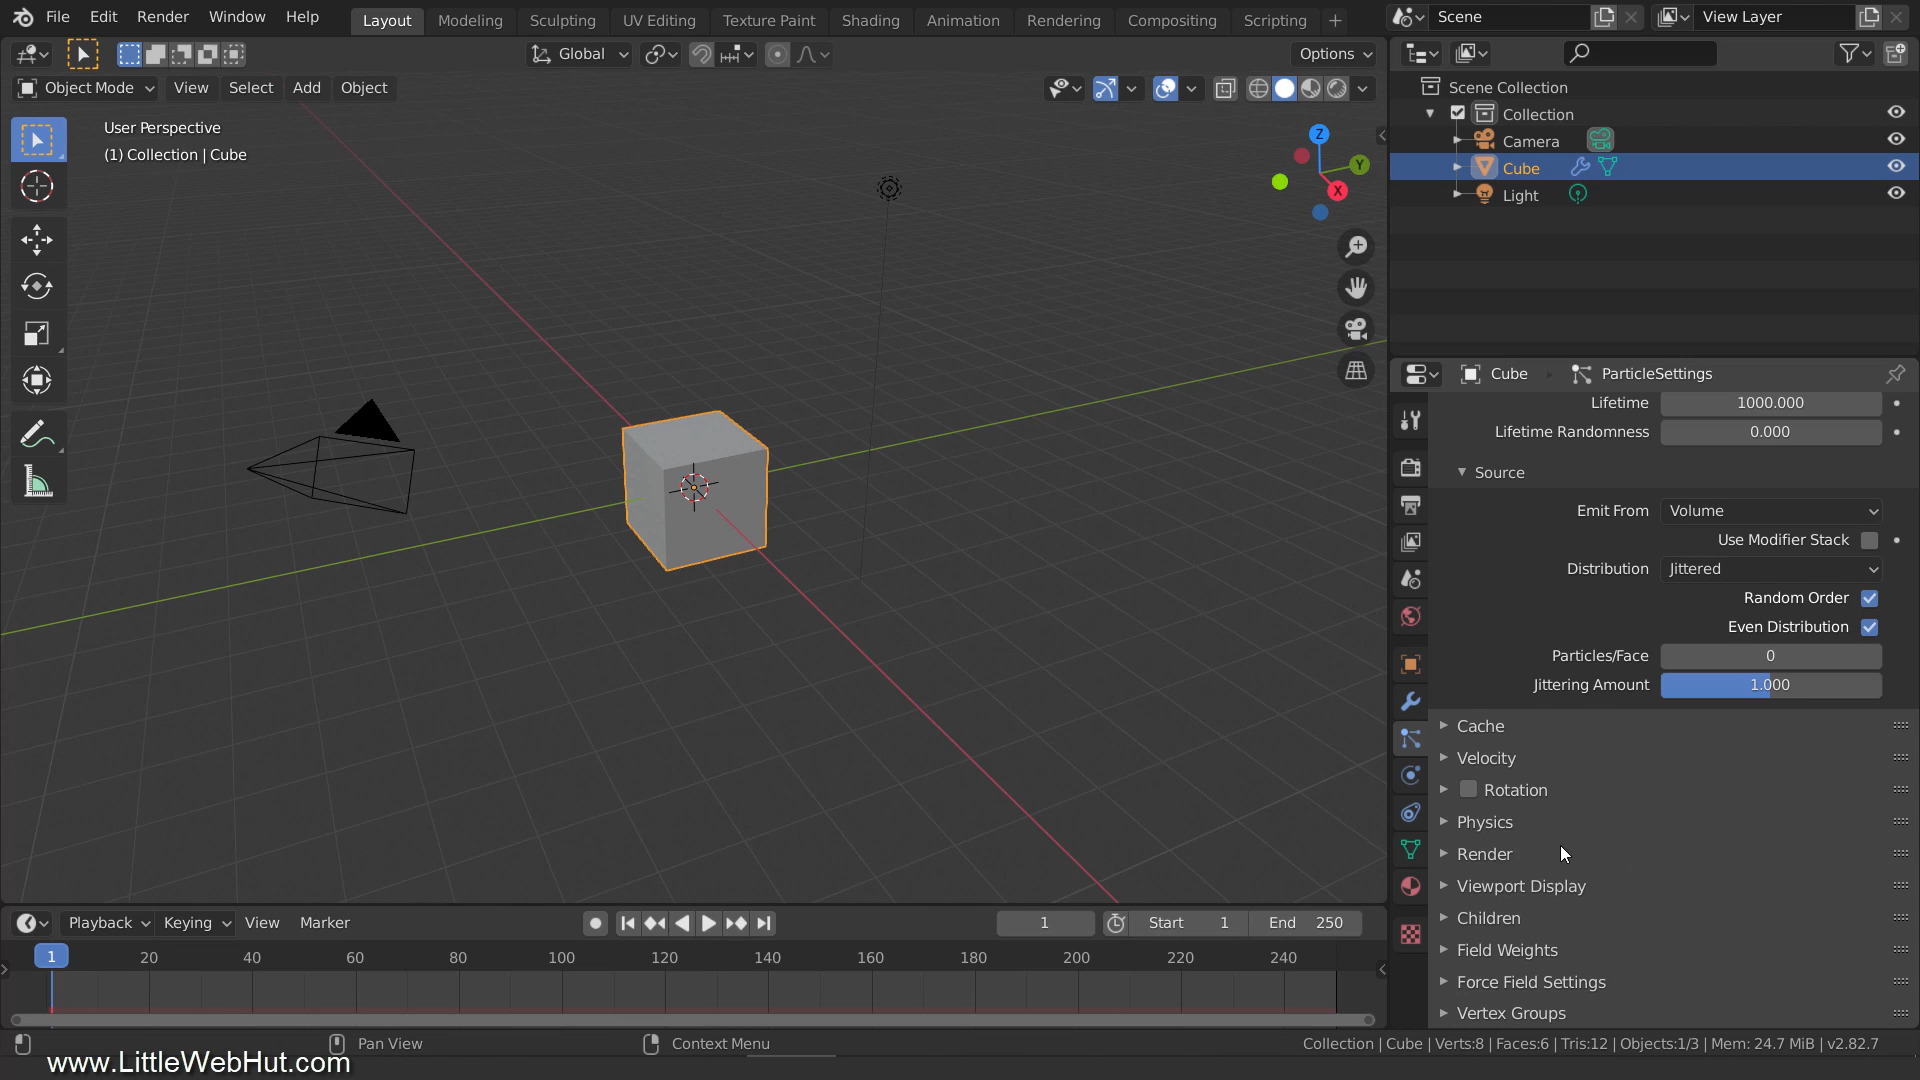 File Edit Render Window Help Layout Modeling Sculpting UV Editing Texture Paint Shading Animation Rendering Compositing Scripting + Scene View Layer
Global Options
Object Mode View Select Add Object
User Perspective
(1) Collection | Cube
Z
Y
X
Scene Collection
Collection
Camera
Cube
Light
Cube ParticleSettings
Lifetime 1000.000
Lifetime Randomness 0.000
Source
Emit From Volume
Use Modifier Stack
Distribution Jittered
Random Order
Even Distribution
Particles/Face 0
Jittering Amount 1.000
Cache
Velocity
Rotation
Physics
Render
Viewport Display
Children
Field Weights
Force Field Settings
Vertex Groups
Playback Keying View Marker 1 Start 1 End 250
1 20 40 60 80 100 120 140 160 180 200 220 240
Pan View Context Menu Collection | Cube | Verts:8 | Faces:6 | Tris:12 | Objects:1/3 | Mem: 24.7 MiB | v2.82.7
www.LittleWebHut.com